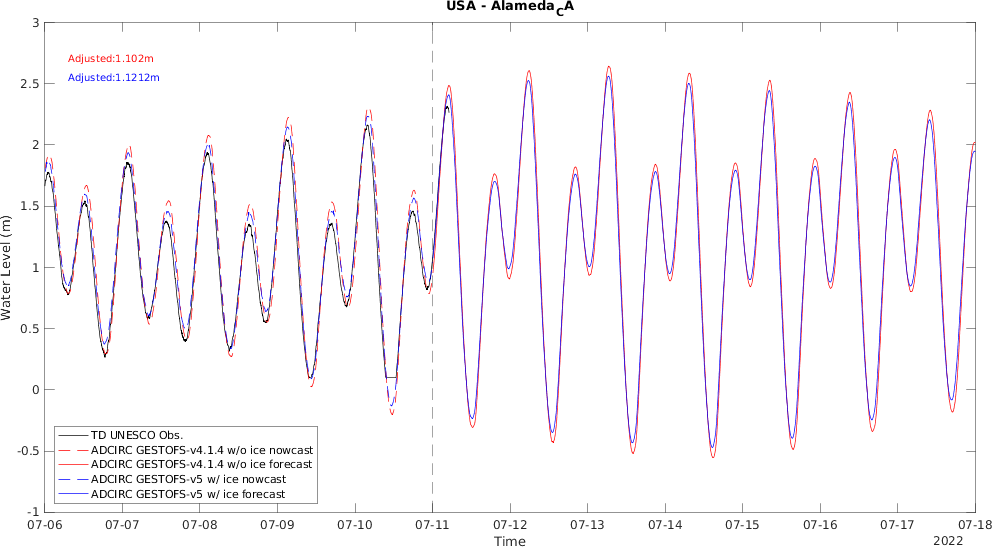 USA - Alameda_CA
3
2.5
2
1.5
1
0.5
0
-0.5
-1
Water Level (m)
Adjusted:1.102m
Adjusted:1.1212m
TD UNESCO Obs.
ADCIRC GESTOFS-v4.1.4 w/o ice nowcast
ADCIRC GESTOFS-v4.1.4 w/o ice forecast
ADCIRC GESTOFS-v5 w/ ice nowcast
ADCIRC GESTOFS-v5 w/ ice forecast
07-06 07-07 07-08 07-09 07-10 07-11 07-12 07-13 07-14 07-15 07-16 07-17 07-18
Time
2022